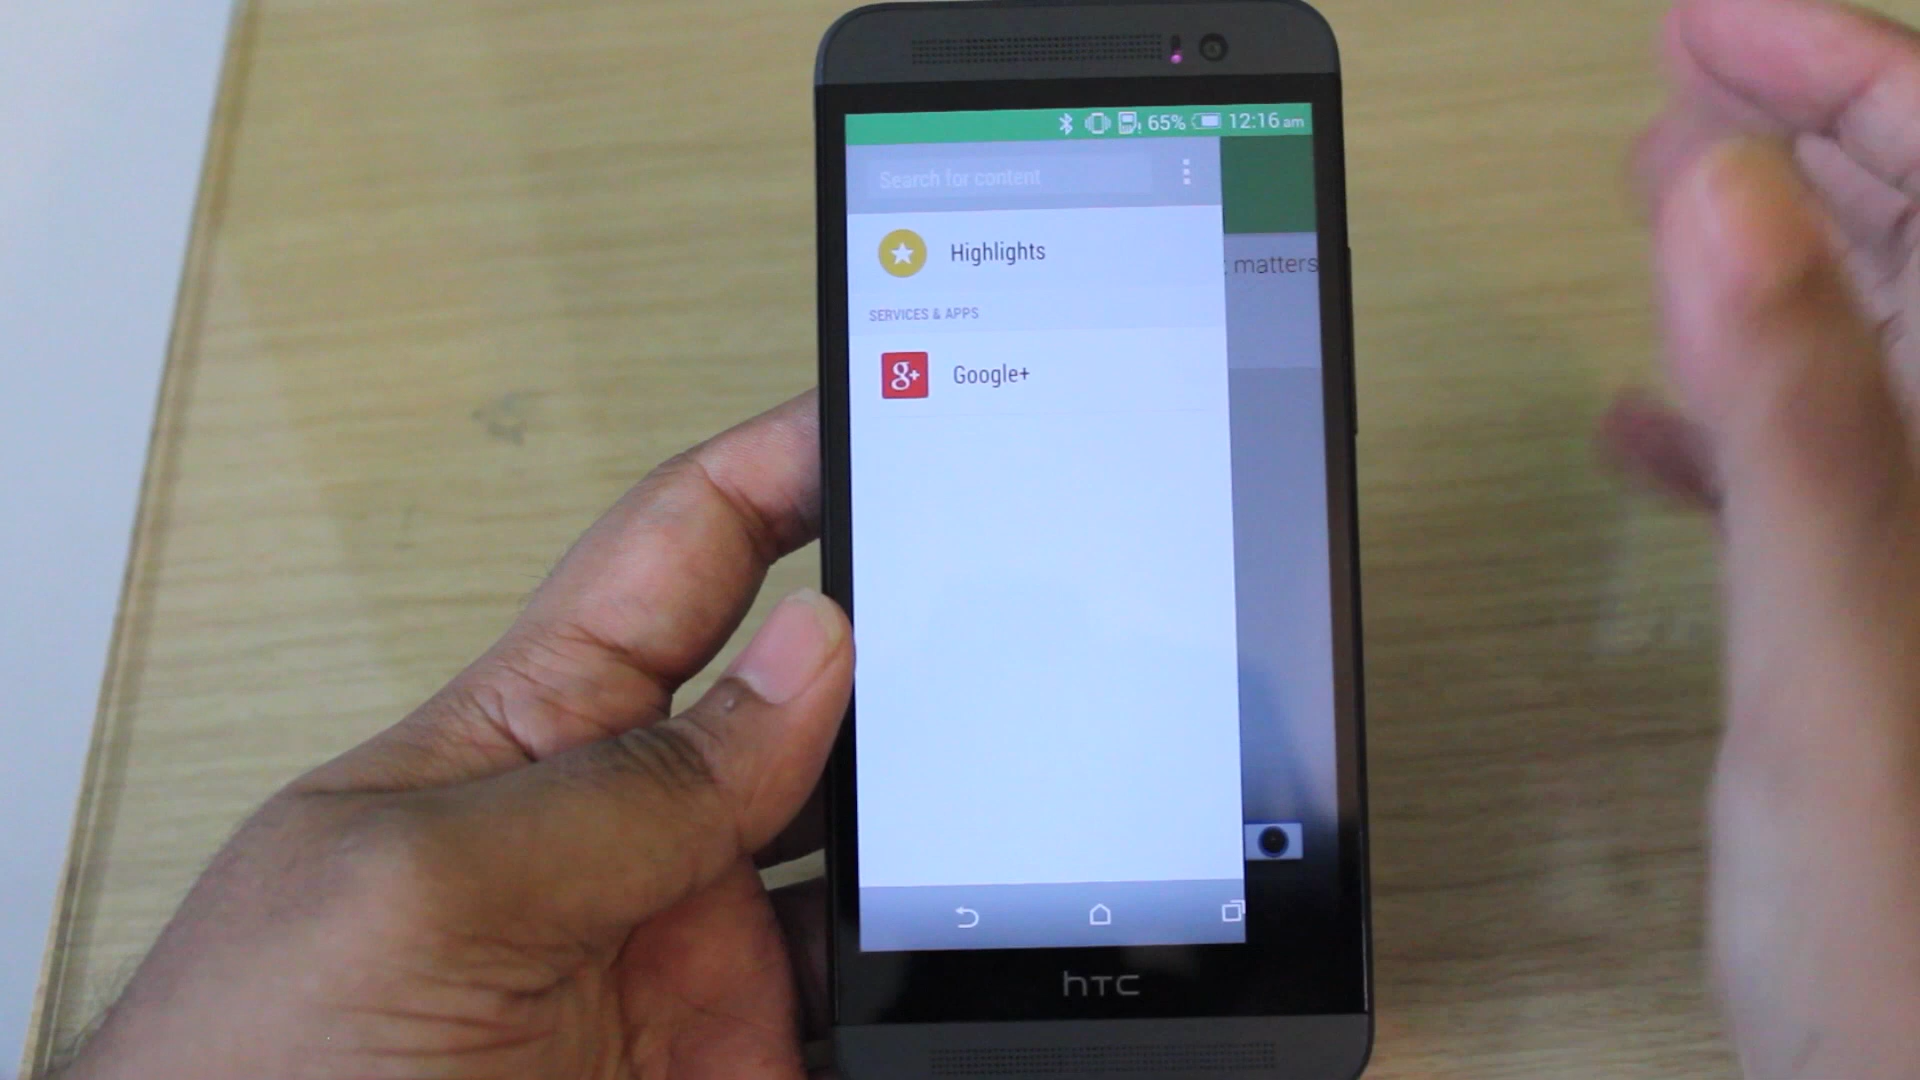 65% 12:16 am
Search for content
Highlights
matters
SERVICES & APPS
g+ Google+
hTC